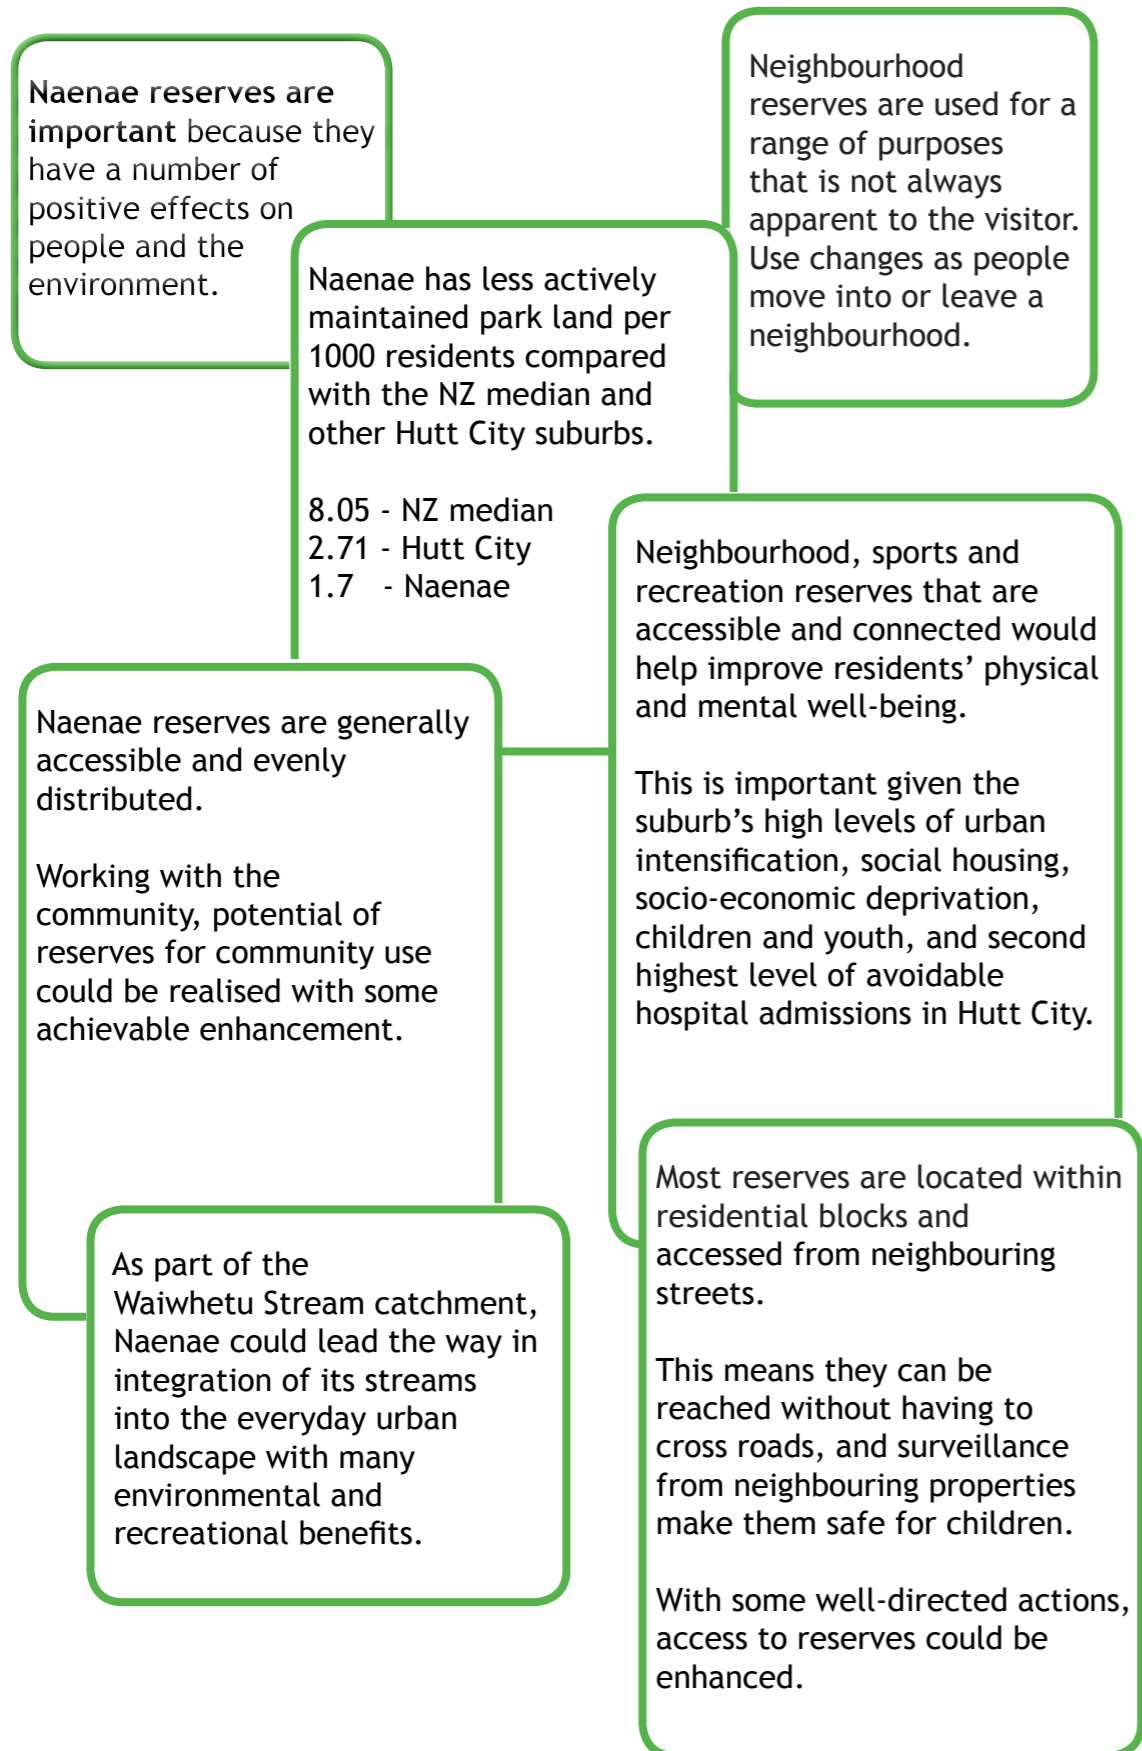 Naenae reserves are
important because they
have a number of
positive effects on
people and the
environment.
Neighbourhood
reserves are used for a
range of purposes
that is not always
apparent to the visitor.
Use changes as people
move into or leave a
neighbourhood.
Naenae has less actively
maintained park land per
1000 residents compared
with the NZ median and
other Hutt City suburbs.
8.05 - NZ median
2.71 - Hutt City
1.7 - Naenae
Neighbourhood, sports and
recreation reserves that are
accessible and connected would
help improve residents’ physical
and mental well-being.
This is important given the
suburb’s high levels of urban
intensification, social housing,
socio-economic deprivation,
children and youth, and second
highest level of avoidable
hospital admissions in Hutt City.
Naenae reserves are generally
accessible and evenly
distributed.
Working with the
community, potential of
reserves for community use
could be realised with some
achievable enhancement.
As part of the
Waiwhetu Stream catchment,
Naenae could lead the way in
integration of its streams
into the everyday urban
landscape with many
environmental and
recreational benefits.
Most reserves are located within
residential blocks and
accessed from neighbouring
streets.
This means they can be
reached without having to
cross roads, and surveillance
from neighbouring properties
make them safe for children.
With some well-directed actions,
access to reserves could be
enhanced.